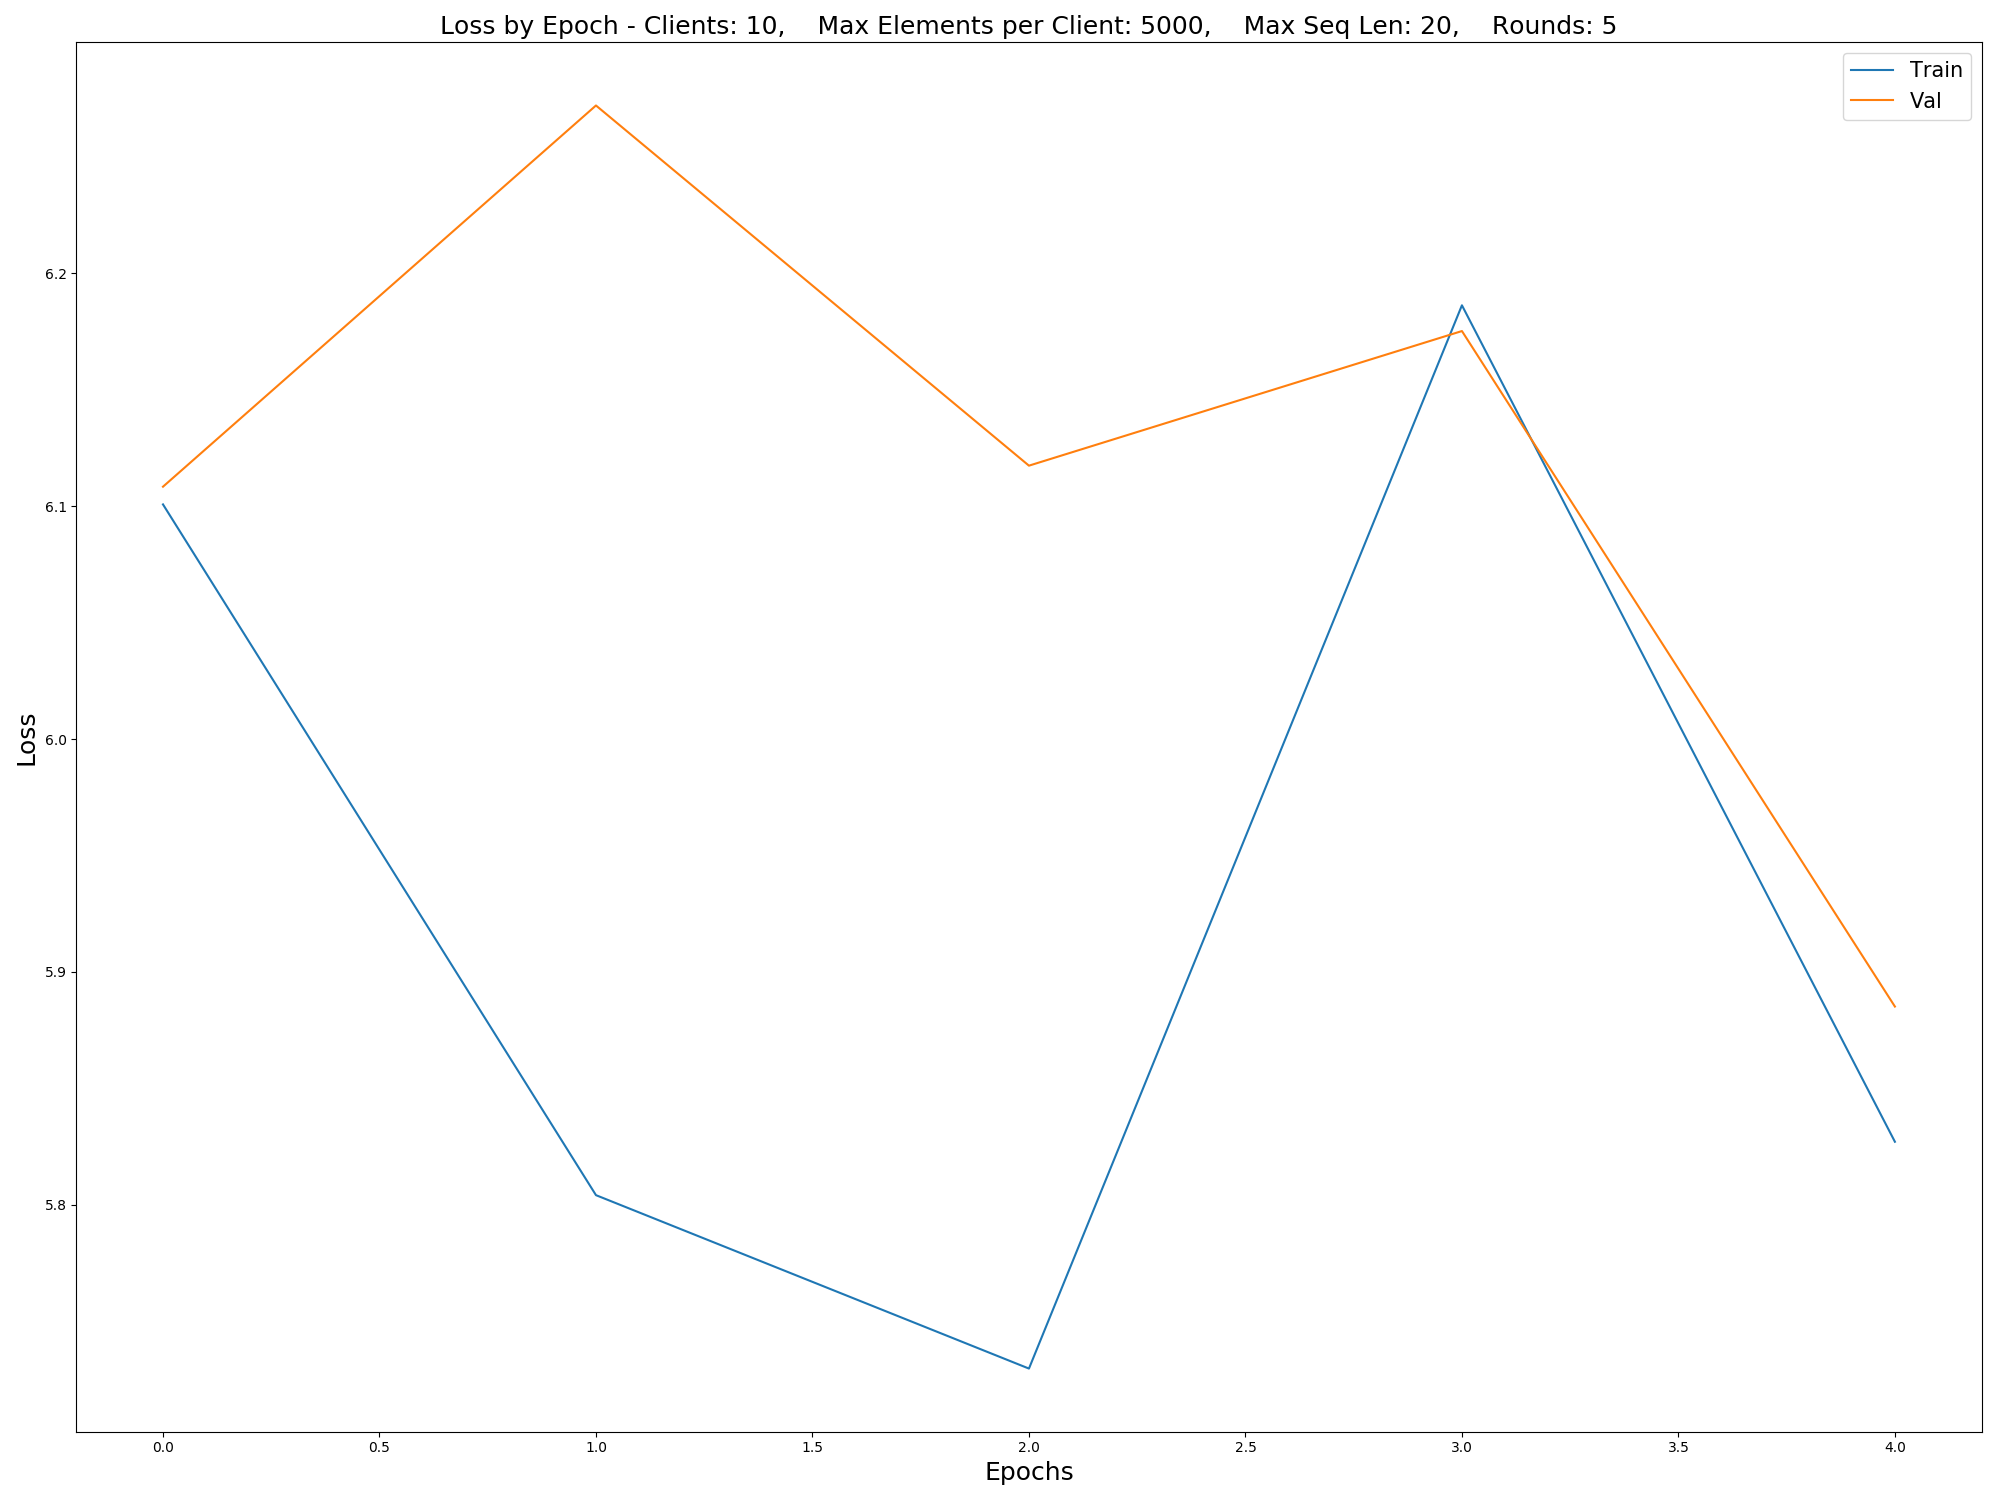 Loss by Epoch - Clients: 10,    Max Elements per Client: 5000,    Max Seq Len: 20,    Rounds: 5
Train
Val
6.2
6.1
6.0
5.9
5.8
Loss
0.0 0.5 1.0 1.5 2.0 2.5 3.0 3.5 4.0
Epochs